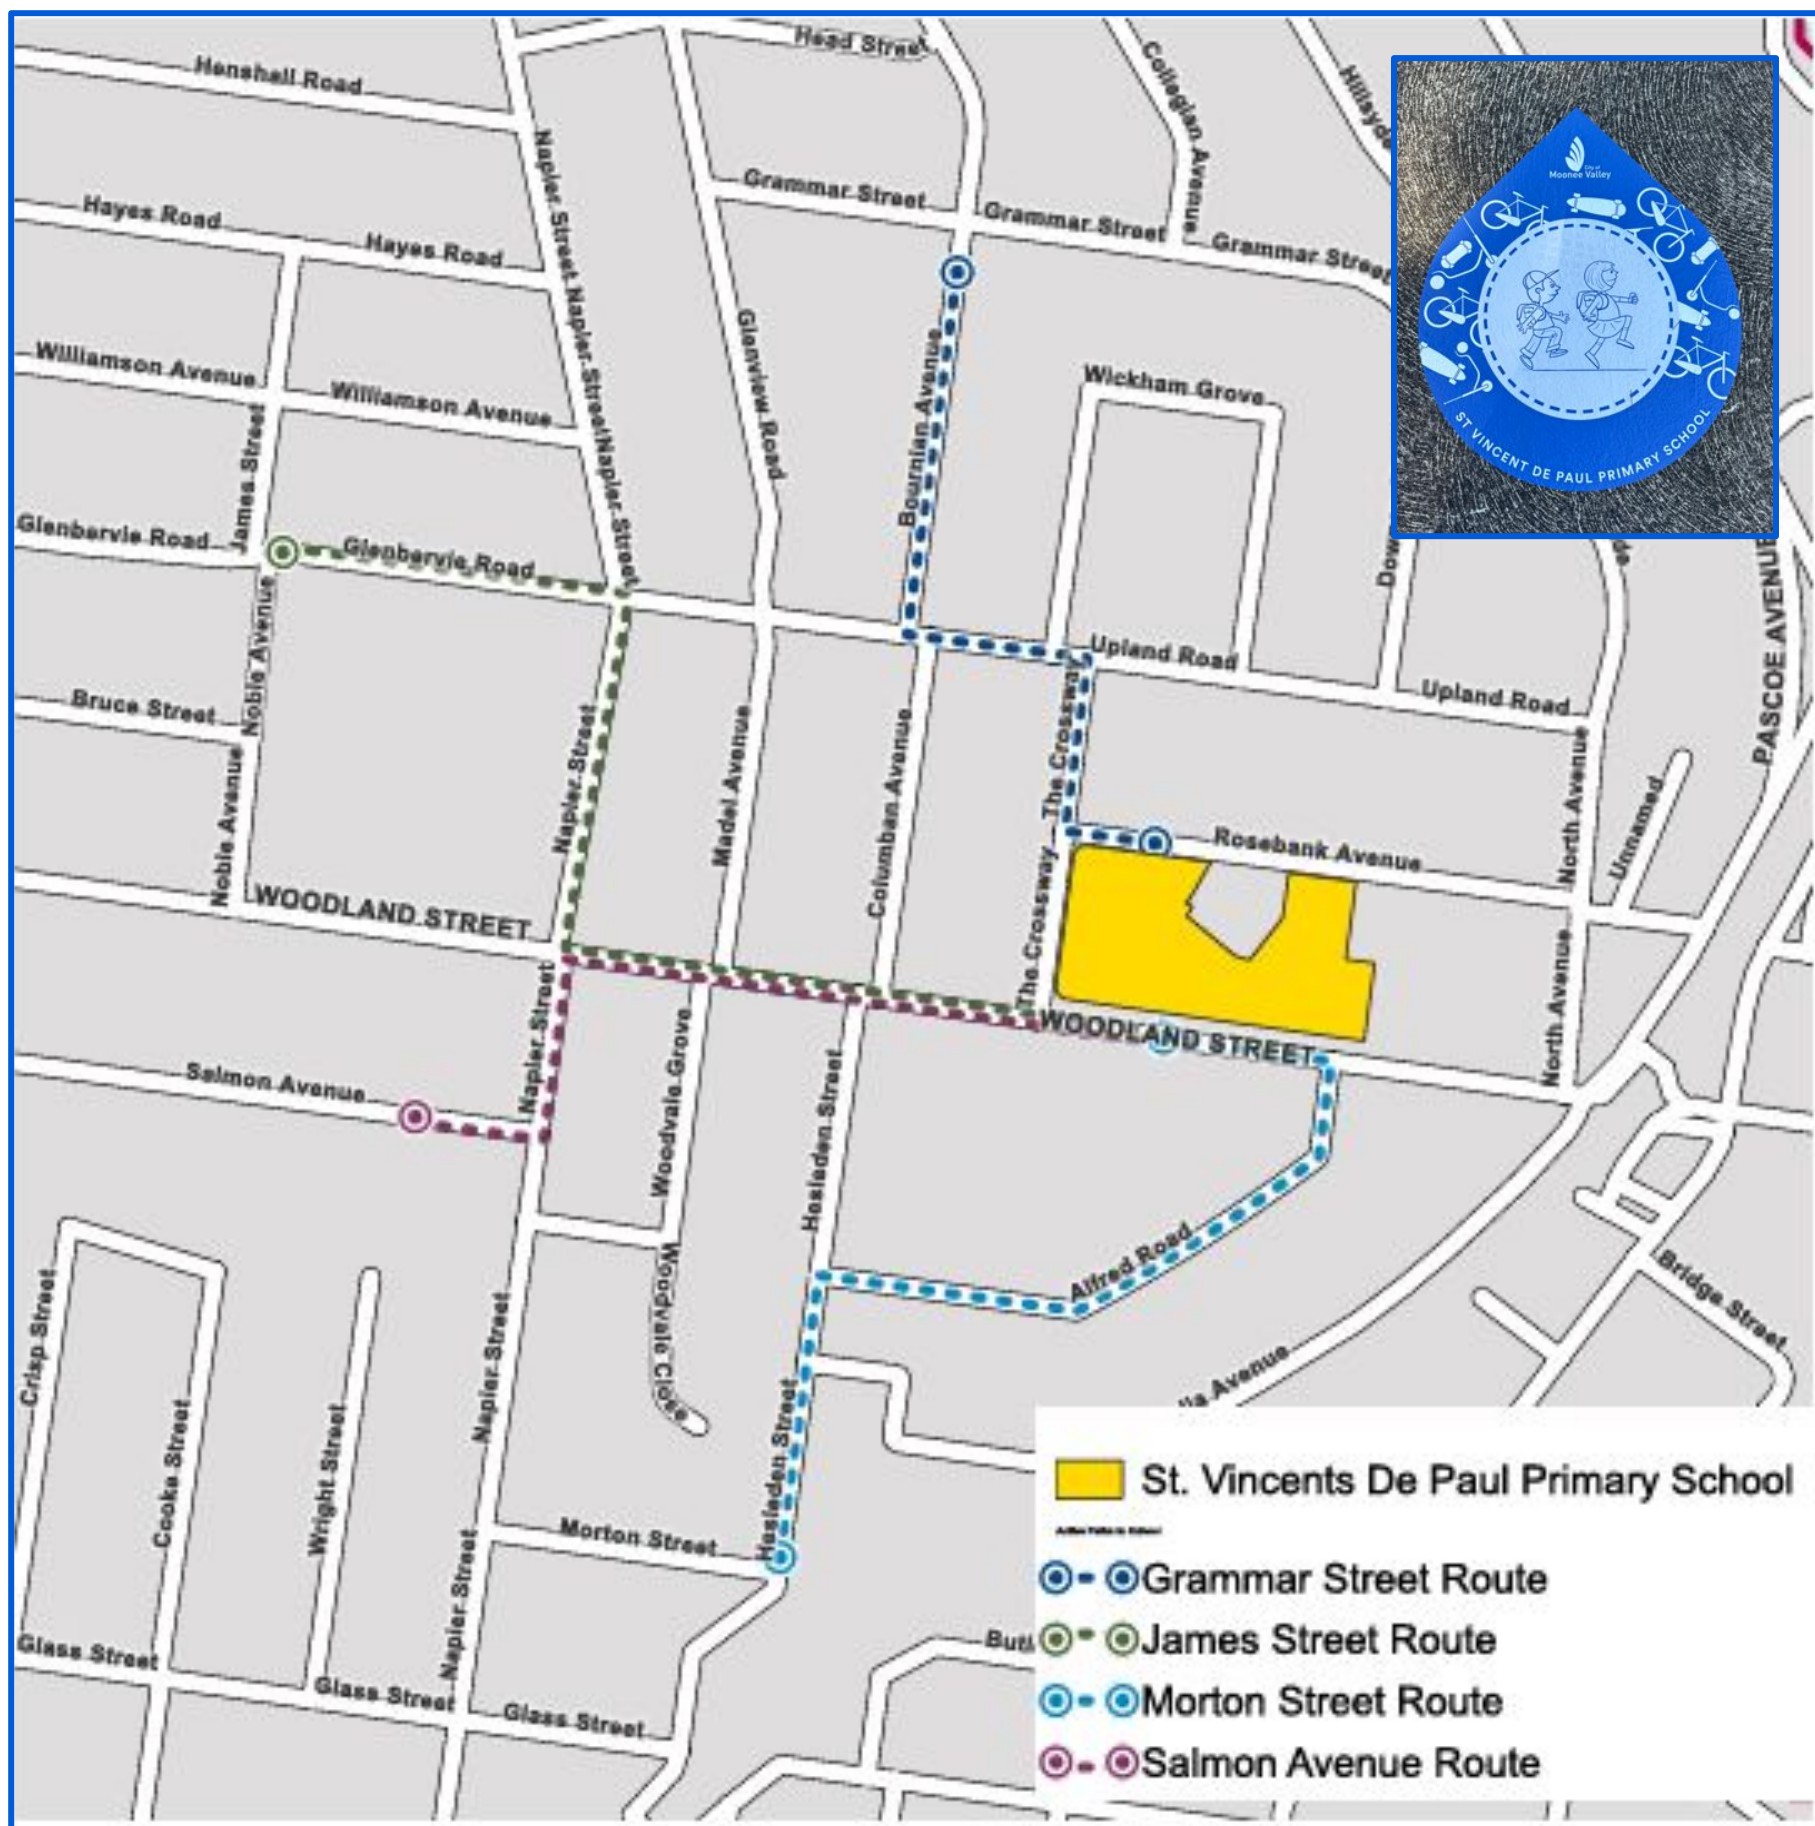 Head Street
Henshall Road
Collegian Avenue
Napier Street
Napier Street
Napier Street
Napier Street
Grammar Street
Grammar Street
Grammar Street
Hayes Road
Hayes Road
City of
Moonee Valley
ST VINCENT DE PAUL PRIMARY SCHOOL
Glenview Road
Bournian Avenue
Wickham Grove
Williamson Avenue
Williamson Avenue
James Street
Glenbervie Road
Glenbervie Road
PASCOE AVENUE
Noble Avenue
Noble Avenue
Bruce Street
Upland Road
Upland Road
The Crossway
The Crossway
Napier Street
Madel Avenue
Columban Avenue
North Avenue
North Avenue
Unnamed
Rosebank Avenue
WOODLAND STREET
WOODLAND STREET
Napier Street
Salmon Avenue
Woodvale Grove
Hesleden Street
Hesleden Street
Woodvale Close
Alfred Road
Bridge Street
Crisp Street
Cooke Street
Wright Street
Napier Street
Napier Street
Morton Street
Glass Street
Glass Street
Glass Street
St. Vincents De Paul Primary School
Grammar Street Route
James Street Route
Morton Street Route
Salmon Avenue Route